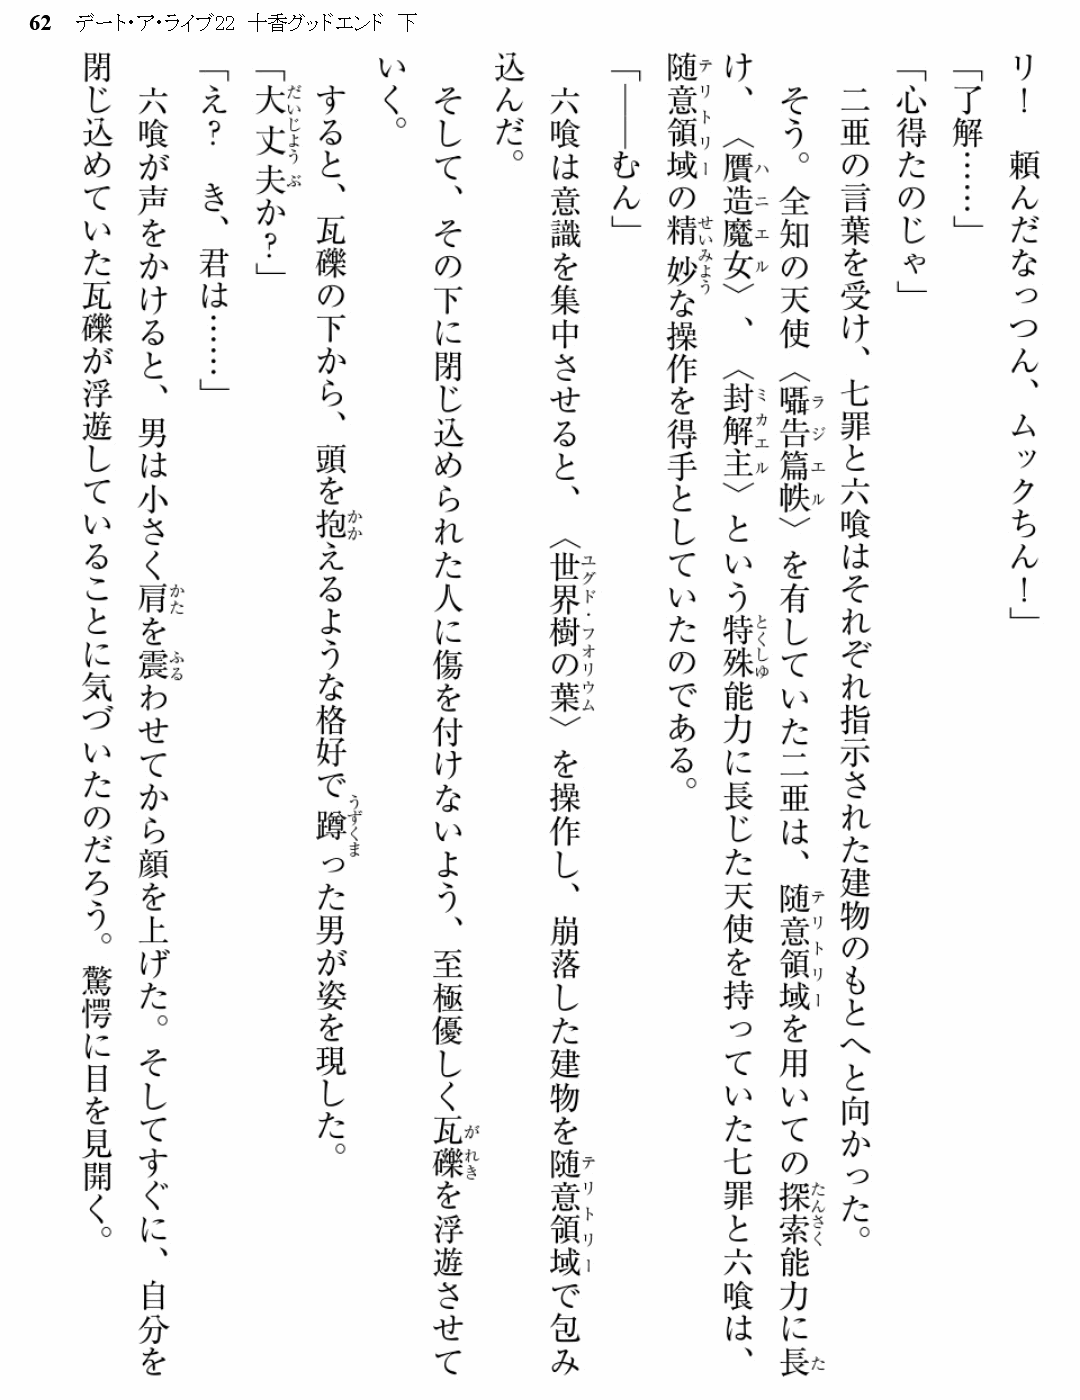 62 デート・ア・ライブ22 十香グッドエンド 下
リ！ 頼んだなっつん、ムックちん！」
「了解……」
「心得たのじゃ」
二亜の言葉を受け、七罪と六喰はそれぞれ指示された建物のもとへと向かった。
そう。全知の天使〈囁告篇帙〉を有していた二亜は、随意領域を用いての探索能力に長
け、〈贋造魔女〉、〈封解主〉という特殊能力に長じた天使を持っていた七罪と六喰は、
随意領域の精妙な操作を得手としていたのである。
「――むん」
六喰は意識を集中させると、〈世界樹の葉〉を操作し、崩落した建物を随意領域で包み
込んだ。
そして、その下に閉じ込められた人に傷を付けないよう、至極優しく瓦礫を浮遊させて
いく。
すると、瓦礫の下から、頭を抱えるような格好で蹲った男が姿を現した。
「大丈夫か？」
「え？ き、君は……」
六喰が声をかけると、男は小さく肩を震わせてから顔を上げた。そしてすぐに、自分を
閉じ込めていた瓦礫が浮遊していることに気づいたのだろう。驚愕に目を見開く。